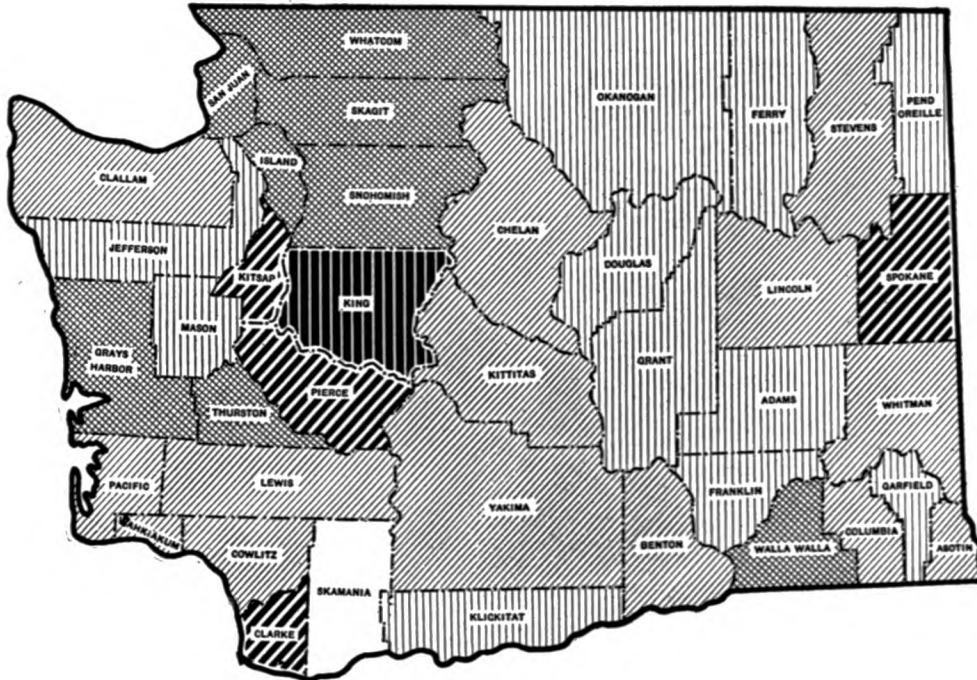 WHATCOM
SAN JUAN
SKAGIT
OKANOGAN
FERRY
STEVENS
PEND
OREILLE
ISLAND
CLALLAM
SNOHOMISH
CHELAN
JEFFERSON
KITSAP
DOUGLAS
SPOKANE
LINCOLN
KING
MASON
GRAYS
HARBOR
KITTITAS
GRANT
PIERCE
ADAMS
WHITMAN
THURSTON
PACIFIC
LEWIS
YAKIMA
FRANKLIN
GARFIELD
WAHKIAKUM
COWLITZ
BENTON
WALLA WALLA
COLUMBIA
ASOTIN
SKAMANIA
KLICKITAT
CLARKE